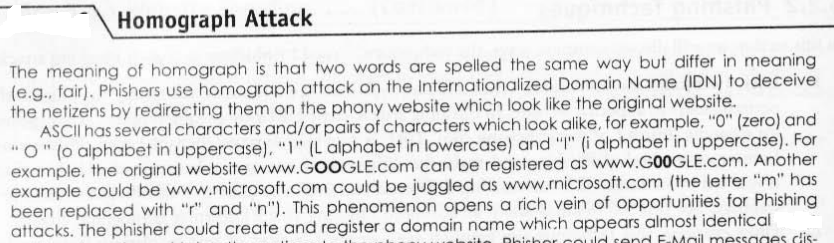 Homograph Attack
The meaning of homograph is that two words are spelled the same way but differ in meaning
(e.g., fair). Phishers use homograph attack on the Internationalized Domain Name (IDN) to deceive
the netizens by redirecting them on the phony website which look like the original website.
ASCII has several characters and/or pairs of characters which look alike, for example, "0" (zero) and
" O " (o alphabet in uppercase), "l" (L alphabet in lowercase) and "I" (i alphabet in uppercase). For
example, the original website www.GOOGLE.com can be registered as www.G00GLE.com. Another
example could be www.microsoft.com could be juggled as www.rnicrosoft.com (the letter "m" has
been replaced with "r" and "n"). This phenomenon opens a rich vein of opportunities for Phishing
attacks. The phisher could create and register a domain name which appears almost identical
phony website. Phisher could send E-Mail messages dis-